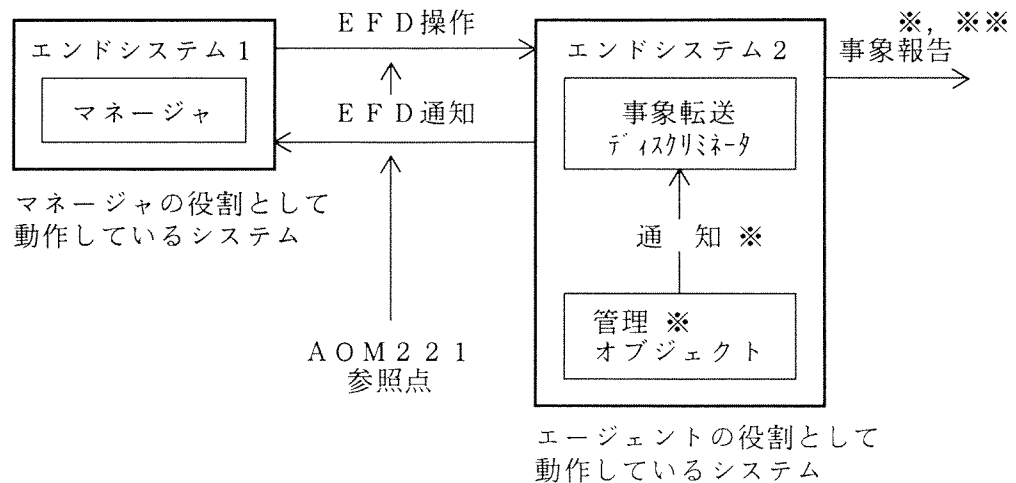 ※，※※
ＥＦＤ操作
事象報告
エンドシステム１
エンドシステム２
マネージャ
ＥＦＤ通知
事象転送
ディスクリミネータ
マネージャの役割として
動作しているシステム
通　知 ※
管理 ※
オブジェクト
ＡＯＭ２２１
参照点
エージェントの役割として
動作しているシステム